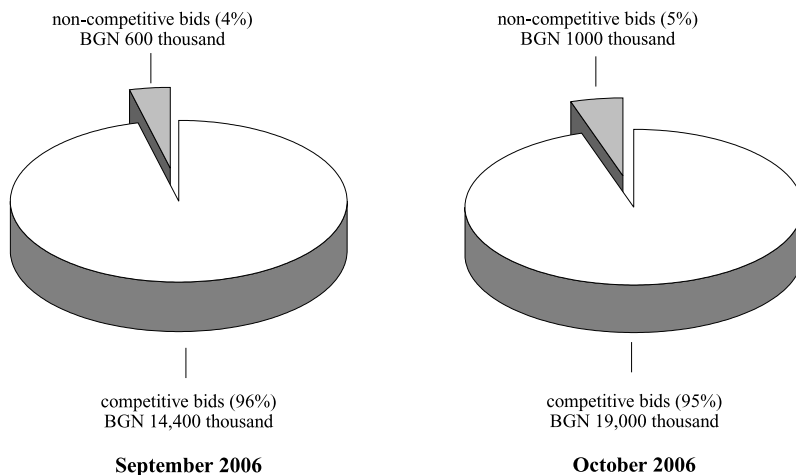 non-competitive bids (4%)
BGN 600 thousand
competitive bids (96%)
BGN 14,400 thousand
September 2006
non-competitive bids (5%)
BGN 1000 thousand
competitive bids (95%)
BGN 19,000 thousand
October 2006